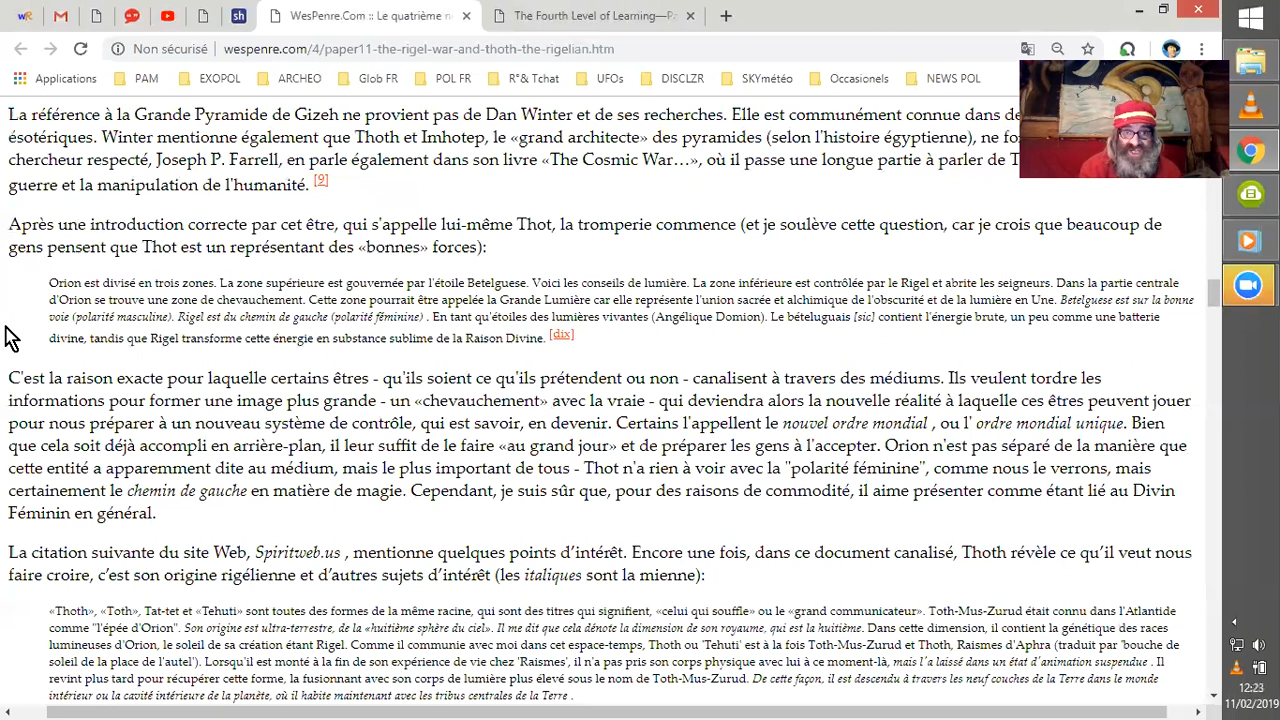 WesPenre.Com :: Le quatrième n
The Fourth Level of Learning—P
Non sécurisé
wespenre.com/4/paper11-the-rigel-war-and-thoth-the-rigelian.htm
Applications PAM EXOPOL ARCHEO Glob FR POL FR R°& Tchat UFOs DISCLZR SKYmétéo Occasionels NEWS POL
La référence à la Grande Pyramide de Gizeh ne provient pas de Dan Winter et de ses recherches. Elle est communément connue dans de
ésotériques. Winter mentionne également que Thoth et Imhotep, le «grand architecte» des pyramides (selon l'histoire égyptienne), ne fo
chercheur respecté, Joseph P. Farrell, en parle également dans son livre «The Cosmic War…», où il passe une longue partie à parler de T
guerre et la manipulation de l'humanité. [9]
Après une introduction correcte par cet être, qui s'appelle lui-même Thot, la tromperie commence (et je soulève cette question, car je crois que beaucoup de
gens pensent que Thot est un représentant des «bonnes» forces):
Orion est divisé en trois zones. La zone supérieure est gouvernée par l'étoile Betelguese. Voici les conseils de lumière. La zone inférieure est contrôlée par le Rigel et abrite les seigneurs. Dans la partie centrale
d'Orion se trouve une zone de chevauchement. Cette zone pourrait être appelée la Grande Lumière car elle représente l'union sacrée et alchimique de l'obscurité et de la lumière en Une. Betelguese est sur la bonne
voie (polarité masculine). Rigel est du chemin de gauche (polarité féminine) . En tant qu'étoiles des lumières vivantes (Angélique Domion). Le bételuguais [sic] contient l'énergie brute, un peu comme une batterie
divine, tandis que Rigel transforme cette énergie en substance sublime de la Raison Divine. [dix]
C'est la raison exacte pour laquelle certains êtres - qu'ils soient ce qu'ils prétendent ou non - canalisent à travers des médiums. Ils veulent tordre les
informations pour former une image plus grande - un «chevauchement» avec la vraie - qui deviendra alors la nouvelle réalité à laquelle ces êtres peuvent jouer
pour nous préparer à un nouveau système de contrôle, qui est savoir, en devenir. Certains l'appellent le nouvel ordre mondial , ou l' ordre mondial unique. Bien
que cela soit déjà accompli en arrière-plan, il leur suffit de le faire «au grand jour» et de préparer les gens à l'accepter. Orion n'est pas séparé de la manière que
cette entité a apparemment dite au médium, mais le plus important de tous - Thot n'a rien à voir avec la "polarité féminine", comme nous le verrons, mais
certainement le chemin de gauche en matière de magie. Cependant, je suis sûr que, pour des raisons de commodité, il aime présenter comme étant lié au Divin
Féminin en général.
La citation suivante du site Web, Spiritweb.us , mentionne quelques points d'intérêt. Encore une fois, dans ce document canalisé, Thoth révèle ce qu'il veut nous
faire croire, c'est son origine rigélienne et d'autres sujets d'intérêt (les italiques sont la mienne):
«Thoth», «Toth», Tat-tet et «Tehuti» sont toutes des formes de la même racine, qui sont des titres qui signifient, «celui qui souffle» ou le «grand communicateur». Toth-Mus-Zurud était connu dans l'Atlantide
comme "l'épée d'Orion". Son origine est ultra-terrestre, de la «huitième sphère du ciel». Il me dit que cela dénote la dimension de son royaume, qui est la huitième. Dans cette dimension, il contient la génétique des races
lumineuses d'Orion, le soleil de sa création étant Rigel. Comme il communique avec moi dans cet espace-temps, Thoth ou 'Tehuti' est à la fois Toth-Mus-Zurud et Thoth, Raismes d'Aphra (traduit par 'bouche de
soleil de la place de l'autel'). Lorsqu'il est monté à la fin de son expérience de vie chez 'Raismes', il n'a pas pris son corps physique avec lui à ce moment-là, mais l'a laissé dans un état d'animation suspendue . Il
revint plus tard pour récupérer cette forme, la fusionnant avec son corps de lumière plus élevé sous le nom de Toth-Mus-Zurud. De cette façon, il est descendu à travers les neuf couches de la Terre dans le monde
intérieur ou la cavité intérieure de la planète, où il habite maintenant avec les tribus centrales de la Terre .
12:23
11/02/2019